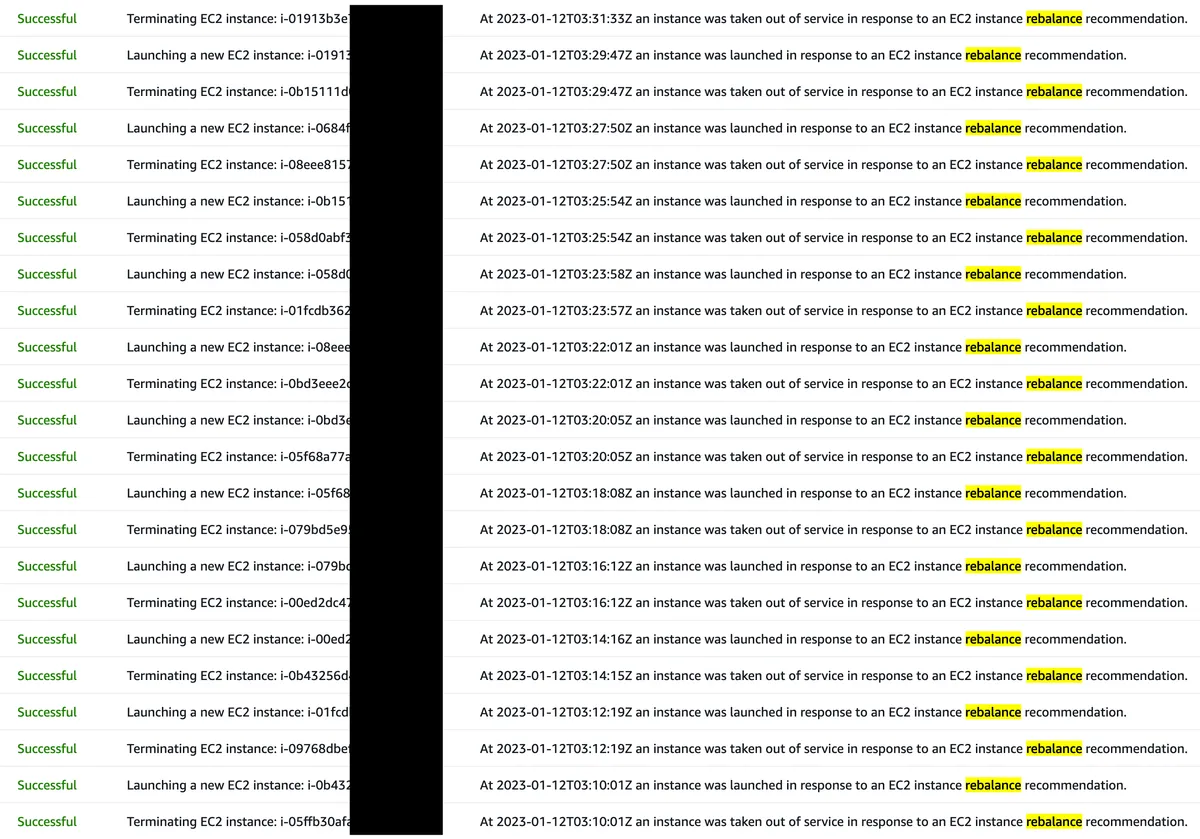 Successful Terminating EC2 instance: i-01913b3e At 2023-01-12T03:31:33Z an instance was taken out of service in response to an EC2 instance rebalance recommendation.
Successful Launching a new EC2 instance: i-01913 At 2023-01-12T03:29:47Z an instance was launched in response to an EC2 instance rebalance recommendation.
Successful Terminating EC2 instance: i-0b15111d At 2023-01-12T03:29:47Z an instance was taken out of service in response to an EC2 instance rebalance recommendation.
Successful Launching a new EC2 instance: i-0684f At 2023-01-12T03:27:50Z an instance was launched in response to an EC2 instance rebalance recommendation.
Successful Terminating EC2 instance: i-08eee8157 At 2023-01-12T03:27:50Z an instance was taken out of service in response to an EC2 instance rebalance recommendation.
Successful Launching a new EC2 instance: i-0b151 At 2023-01-12T03:25:54Z an instance was launched in response to an EC2 instance rebalance recommendation.
Successful Terminating EC2 instance: i-058d0abf3 At 2023-01-12T03:25:54Z an instance was taken out of service in response to an EC2 instance rebalance recommendation.
Successful Launching a new EC2 instance: i-058d0 At 2023-01-12T03:23:58Z an instance was launched in response to an EC2 instance rebalance recommendation.
Successful Terminating EC2 instance: i-01fcdb362 At 2023-01-12T03:23:57Z an instance was taken out of service in response to an EC2 instance rebalance recommendation.
Successful Launching a new EC2 instance: i-08eee At 2023-01-12T03:22:01Z an instance was launched in response to an EC2 instance rebalance recommendation.
Successful Terminating EC2 instance: i-0bd3eee2c At 2023-01-12T03:22:01Z an instance was taken out of service in response to an EC2 instance rebalance recommendation.
Successful Launching a new EC2 instance: i-0bd3e At 2023-01-12T03:20:05Z an instance was launched in response to an EC2 instance rebalance recommendation.
Successful Terminating EC2 instance: i-05f68a77a At 2023-01-12T03:20:05Z an instance was taken out of service in response to an EC2 instance rebalance recommendation.
Successful Launching a new EC2 instance: i-05f68 At 2023-01-12T03:18:08Z an instance was launched in response to an EC2 instance rebalance recommendation.
Successful Terminating EC2 instance: i-079bd5e95 At 2023-01-12T03:18:08Z an instance was taken out of service in response to an EC2 instance rebalance recommendation.
Successful Launching a new EC2 instance: i-079bd At 2023-01-12T03:16:12Z an instance was launched in response to an EC2 instance rebalance recommendation.
Successful Terminating EC2 instance: i-00ed2dc47 At 2023-01-12T03:16:12Z an instance was taken out of service in response to an EC2 instance rebalance recommendation.
Successful Launching a new EC2 instance: i-00ed2 At 2023-01-12T03:14:16Z an instance was launched in response to an EC2 instance rebalance recommendation.
Successful Terminating EC2 instance: i-0b43256d At 2023-01-12T03:14:15Z an instance was taken out of service in response to an EC2 instance rebalance recommendation.
Successful Launching a new EC2 instance: i-01fcd At 2023-01-12T03:12:19Z an instance was launched in response to an EC2 instance rebalance recommendation.
Successful Terminating EC2 instance: i-09768dbe At 2023-01-12T03:12:19Z an instance was taken out of service in response to an EC2 instance rebalance recommendation.
Successful Launching a new EC2 instance: i-0b432 At 2023-01-12T03:10:01Z an instance was launched in response to an EC2 instance rebalance recommendation.
Successful Terminating EC2 instance: i-05ffb30afa At 2023-01-12T03:10:01Z an instance was taken out of service in response to an EC2 instance rebalance recommendation.